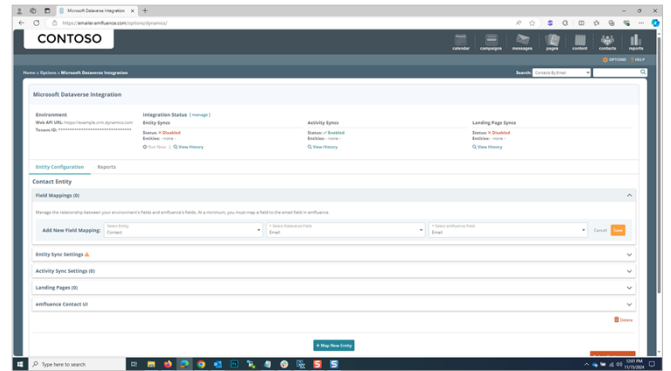 Microsoft Dataverse Integration
https://emailer.emfluence.com/options/dynamics/
CONTOSO
calendar campaigns messages pages content contacts reports
OPTIONS HELP
Home > Options > Microsoft Dataverse Integration
Search: Contacts By Email
Microsoft Dataverse Integration
Environment
Web API URL: https://example.crm.dynamics.com
Tenant ID: ********************************
Integration Status [manage]
Entity Syncs
Status: × Disabled
Entities: - none -
Run Now | View History
Activity Syncs
Status: ✓ Enabled
Entities: - none -
View History
Landing Page Syncs
Status: × Disabled
Entities: - none -
View History
Entity Configuration Reports
Contact Entity
Field Mappings (0)
Manage the relationship between your environment's fields and emfluence's fields. At a minimum, you must map a field to the email field in emfluence.
Add New Field Mapping:
Select Entity
Contact
* Select Dataverse Field
Email
* Select emfluence Field
Email
Cancel Save
Entity Sync Settings
Activity Sync Settings (0)
Landing Pages (0)
emfluence Contact UI
Delete
+ Map New Entity
Type here to search
12:01 PM
11/15/2024